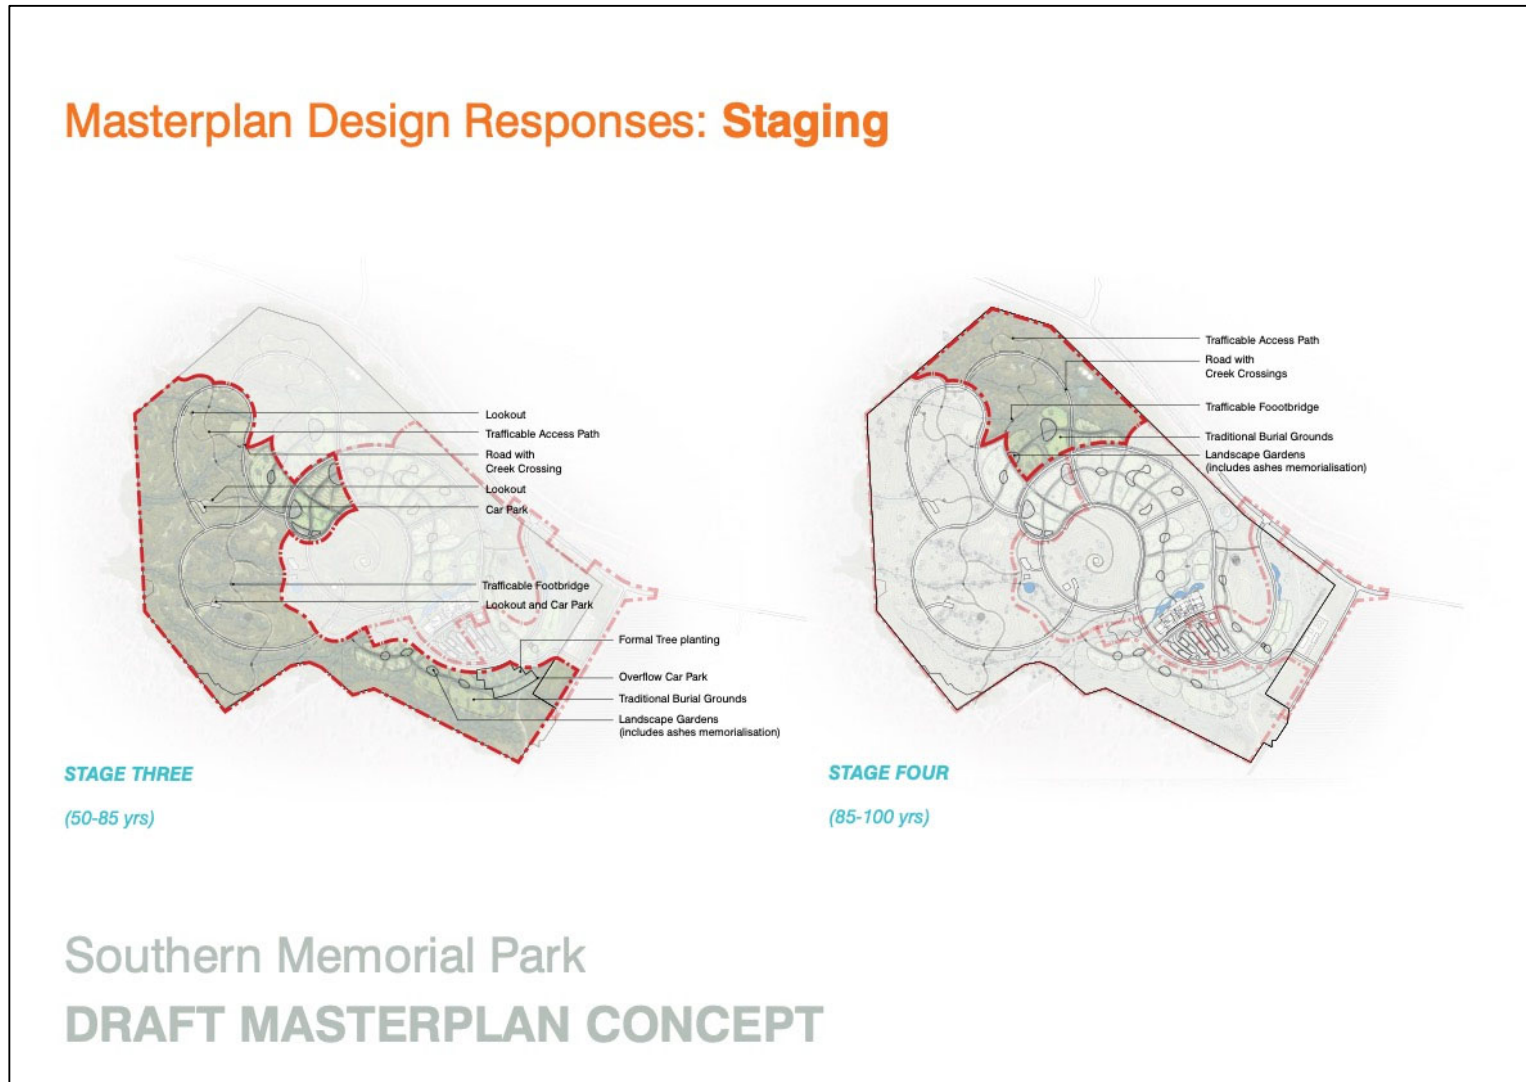 Masterplan Design Responses: Staging
Lookout
Trafficable Access Path
Road with
Creek Crossing
Lookout
Car Park
Trafficable Footbridge
Lookout and Car Park
Formal Tree planting
Overflow Car Park
Traditional Burial Grounds
Landscape Gardens
(includes ashes memorialisation)
STAGE THREE
(50-85 yrs)
Trafficable Access Path
Road with
Creek Crossings
Trafficable Foootbridge
Traditional Burial Grounds
Landscape Gardens
(includes ashes memorialisation)
STAGE FOUR
(85-100 yrs)
Southern Memorial Park
DRAFT MASTERPLAN CONCEPT